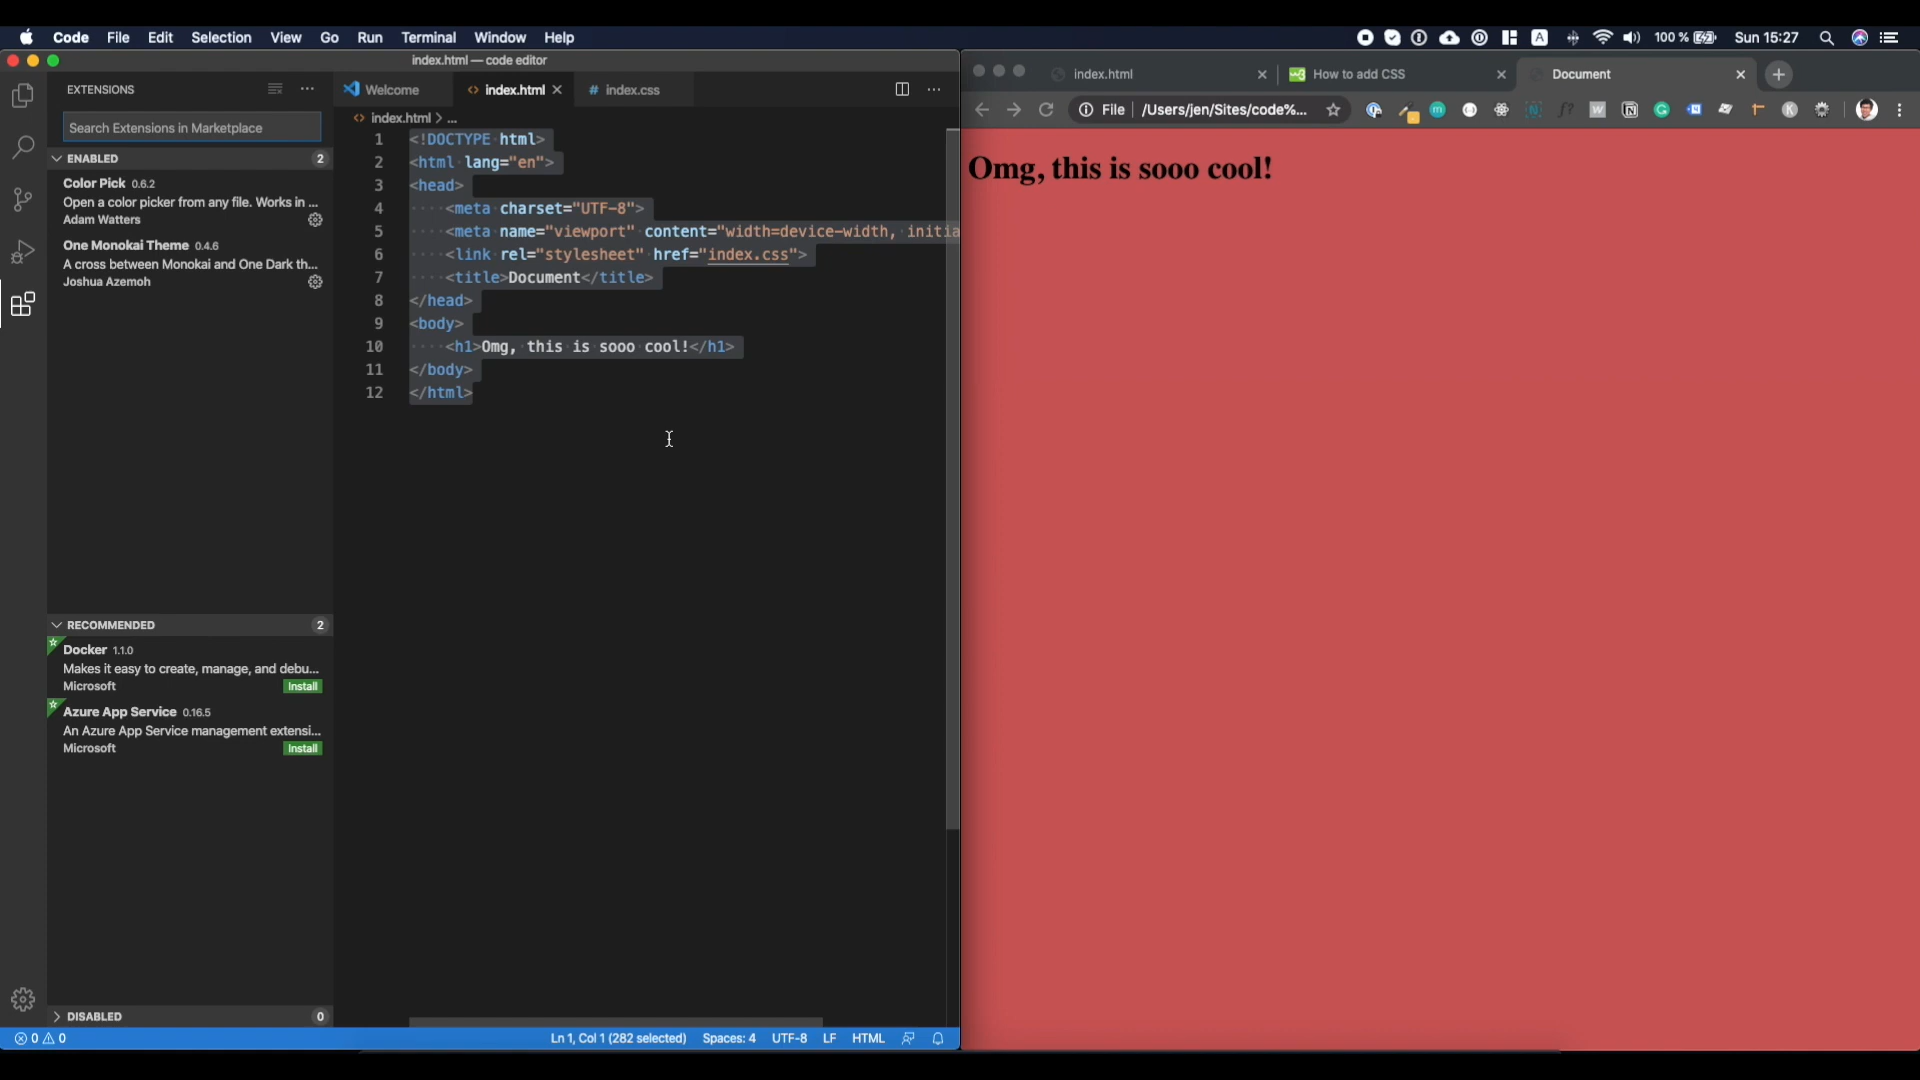 Code File Edit Selection View Go Run Terminal Window Help
A 100 % Sun 15:27
index.html — code editor
EXTENSIONS
Search Extensions in Marketplace
ENABLED 2
Color Pick 0.6.2
Open a color picker from any file. Works in ...
Adam Watters
One Monokai Theme 0.4.6
A cross between Monokai and One Dark th...
Joshua Azemoh
RECOMMENDED 2
Docker 1.1.0
Makes it easy to create, manage, and debu...
Microsoft Install
Azure App Service 0.16.5
An Azure App Service management extensi...
Microsoft Install
DISABLED 0
Welcome index.html # index.css
index.html > ...
1 <!DOCTYPE html>
2 <html lang="en">
3 <head>
4 <meta charset="UTF-8">
5 <meta name="viewport" content="width=device-width, initia
6 <link rel="stylesheet" href="index.css">
7 <title>Document</title>
8 </head>
9 <body>
10 <h1>Omg, this is sooo cool!</h1>
11 </body>
12 </html>
0 0 Ln 1, Col 1 (282 selected) Spaces: 4 UTF-8 LF HTML
index.html How to add CSS Document
File /Users/jen/Sites/code%...
Omg, this is sooo cool!